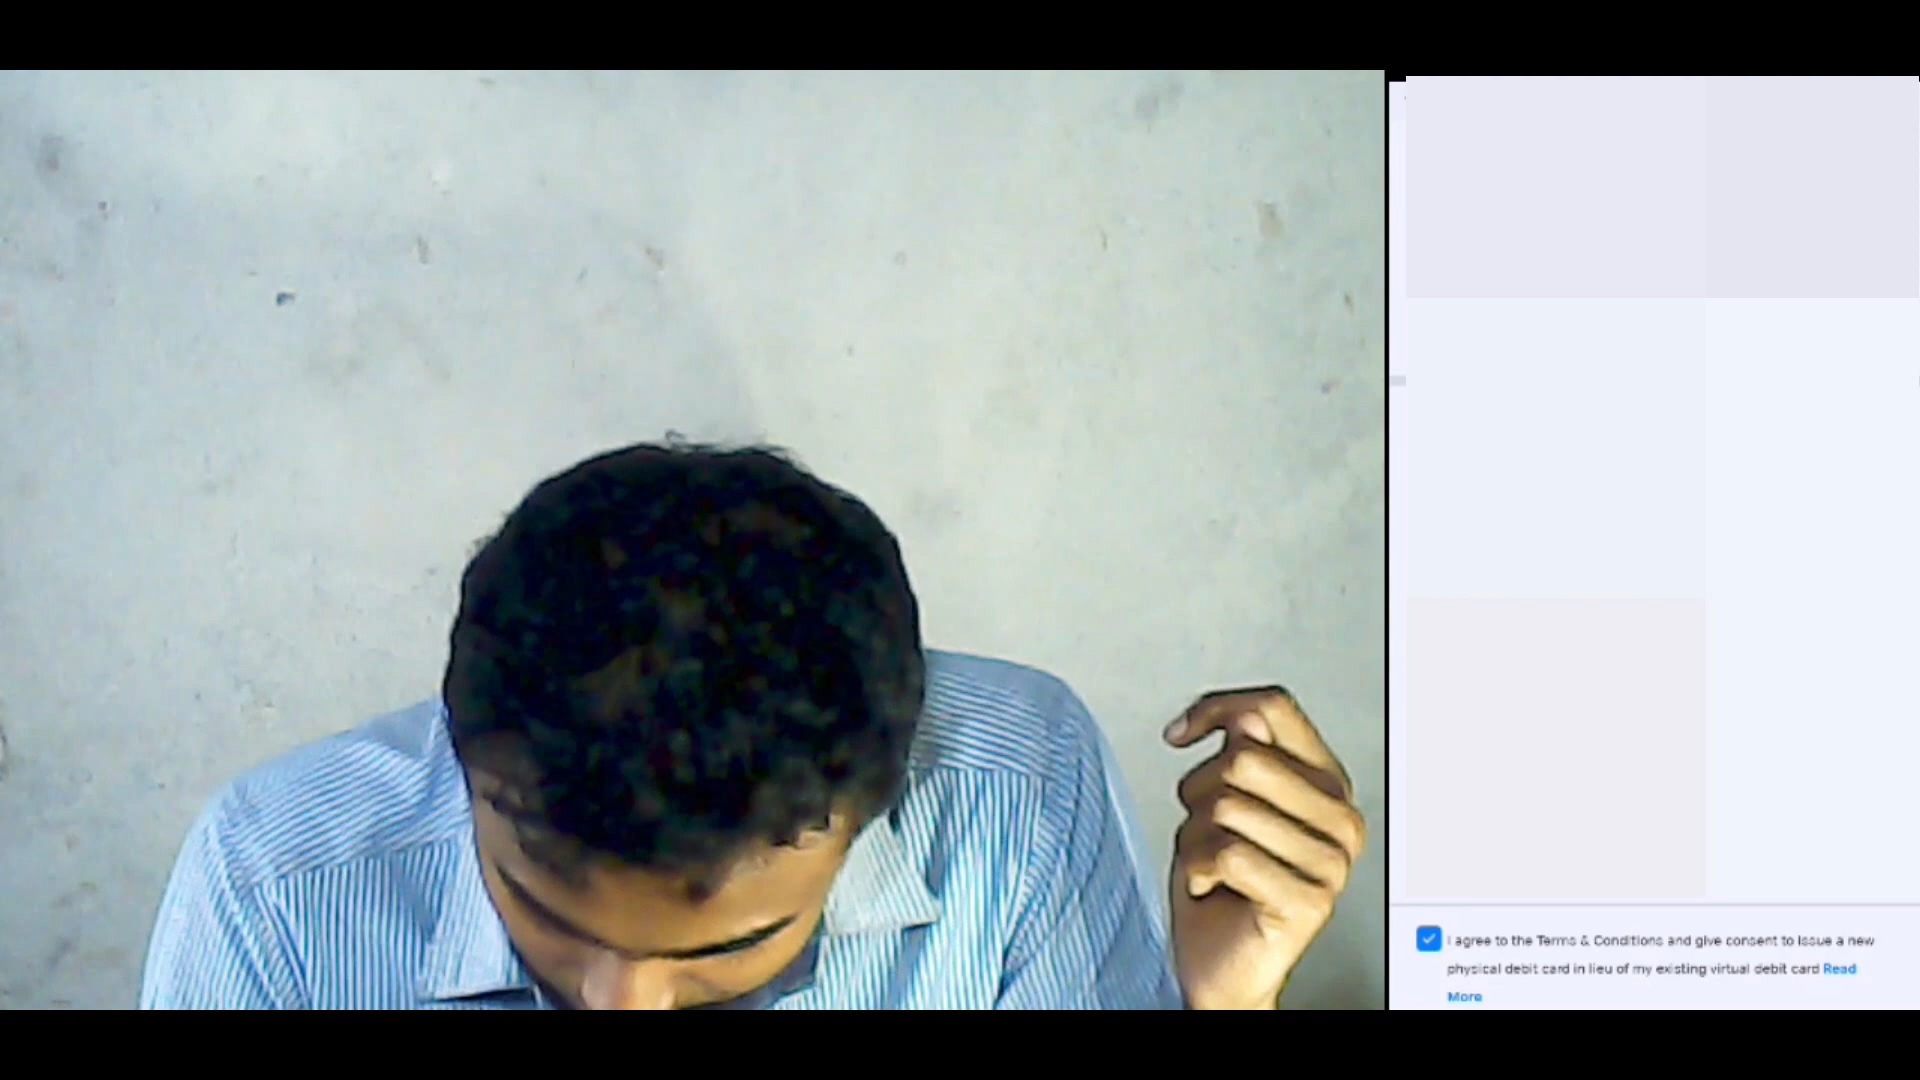 I agree to the Terms & Conditions and give consent to issue a new
physical debit card in lieu of my existing virtual debit card Read
More